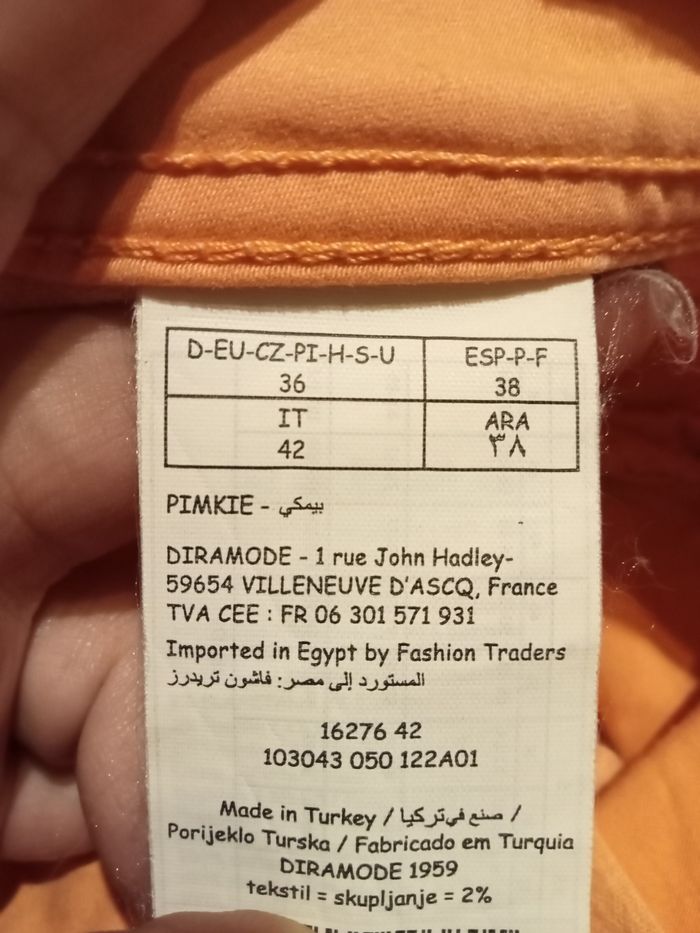 D-EU-CZ-PI-H-S-U ESP-P-F
36 38
IT ARA
42 ٣٨
PIMKIE - بيمكي
DIRAMODE - 1 rue John Hadley-
59654 VILLENEUVE D'ASCQ, France
TVA CEE : FR 06 301 571 931
Imported in Egypt by Fashion Traders
المستورد إلى مصر: فاشون تريدرز
16276 42
103043 050 122A01
Made in Turkey / صنع في تركيا /
Porijeklo Turska / Fabricado em Turquia
DIRAMODE 1959
tekstil = skupljanje = 2%